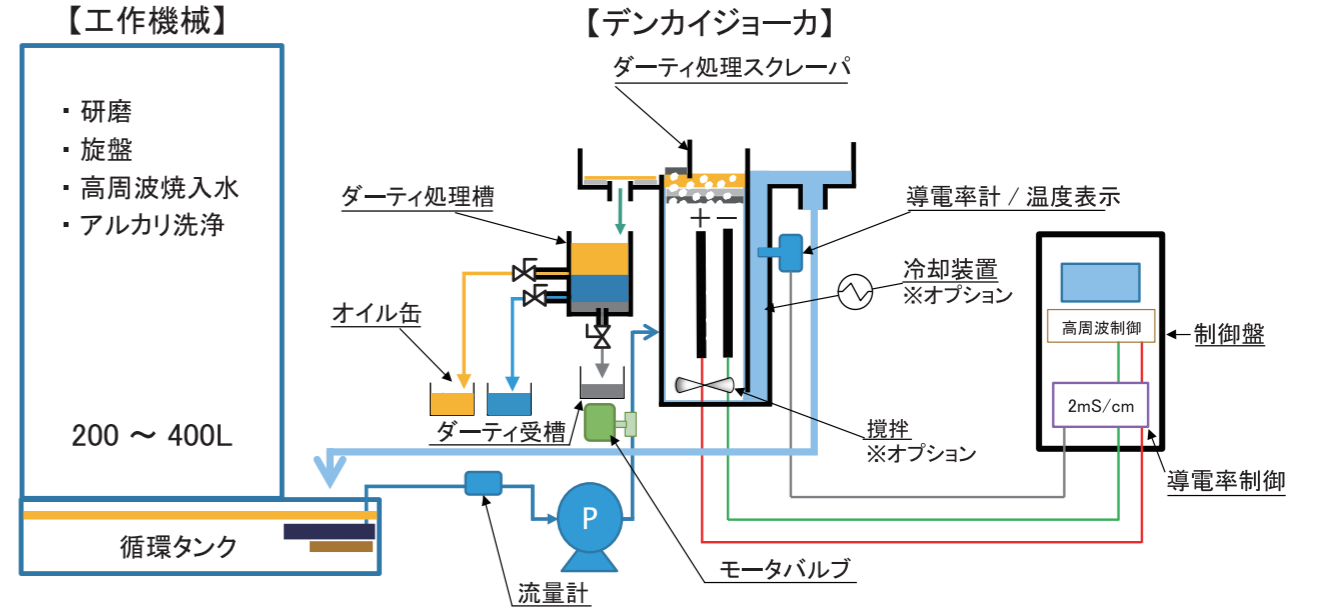 【工作機械】
・ 研磨
・ 旋盤
・ 高周波焼入水
・ アルカリ洗浄
200 ～ 400L
循環タンク
【デンカイジョーカ】
ダーティ処理スクレーパ
ダーティ処理槽
オイル缶
ダーティ受槽
＋－
導電率計 / 温度表示
冷却装置
※オプション
撹拌
※オプション
高周波制御
制御盤
2mS/cm
導電率制御
P
流量計
モータバルブ